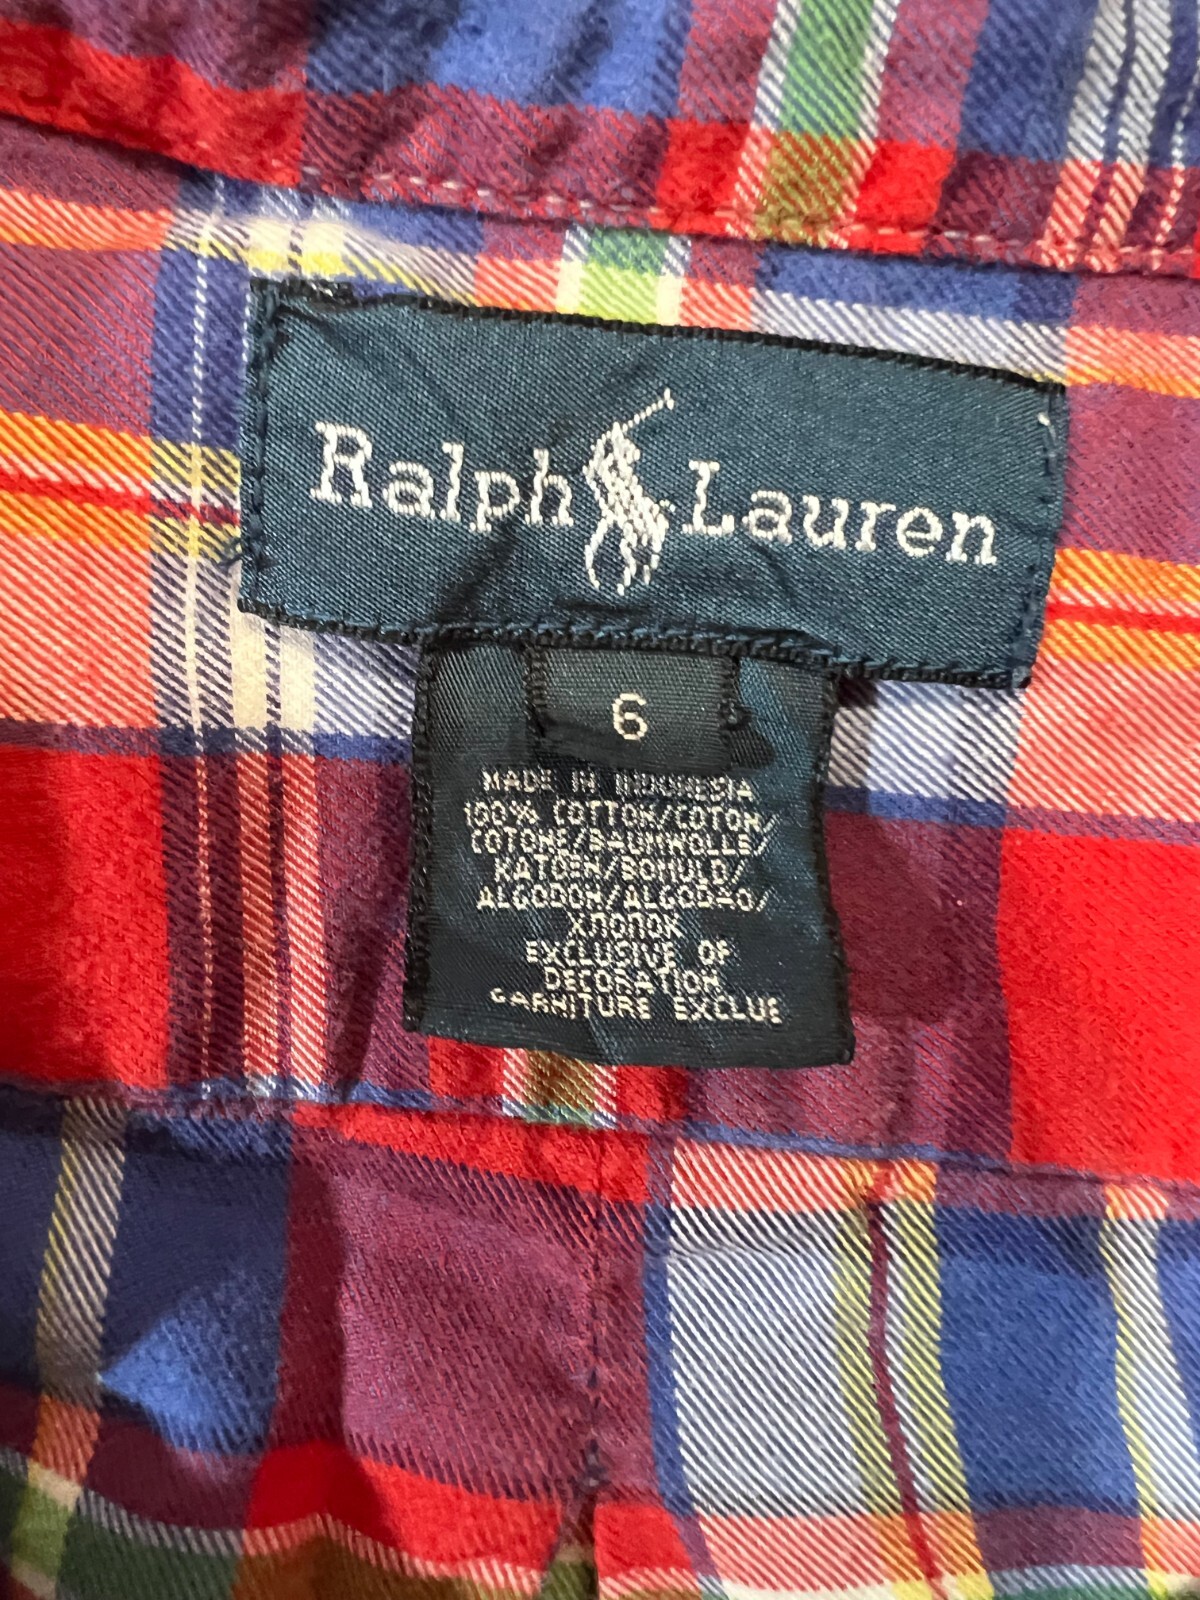 Ralph Lauren
6
MADE IN INDONESIA
100% COTTON/COTON/
COTONE/BAUMWOLLE/
KATOEN/BOMULD/
ALGODON/ALGODÃO/
ХЛОПОК
EXCLUSIVE OF
DECORATION
GARNITURE EXCLUE